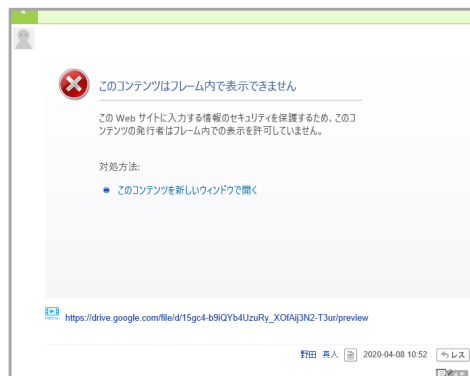 このコンテンツはフレーム内で表示できません
この Web サイトに入力する情報のセキュリティを保護するため、このコ
ンテンツの発行者はフレーム内での表示を許可していません。
対処方法:
このコンテンツを新しいウィンドウで開く
https://drive.google.com/file/d/15gc4-b9iQYb4UzuRy_XOfAij3N2-T3ur/preview
野田 真人 2020-04-08 10:52 レス